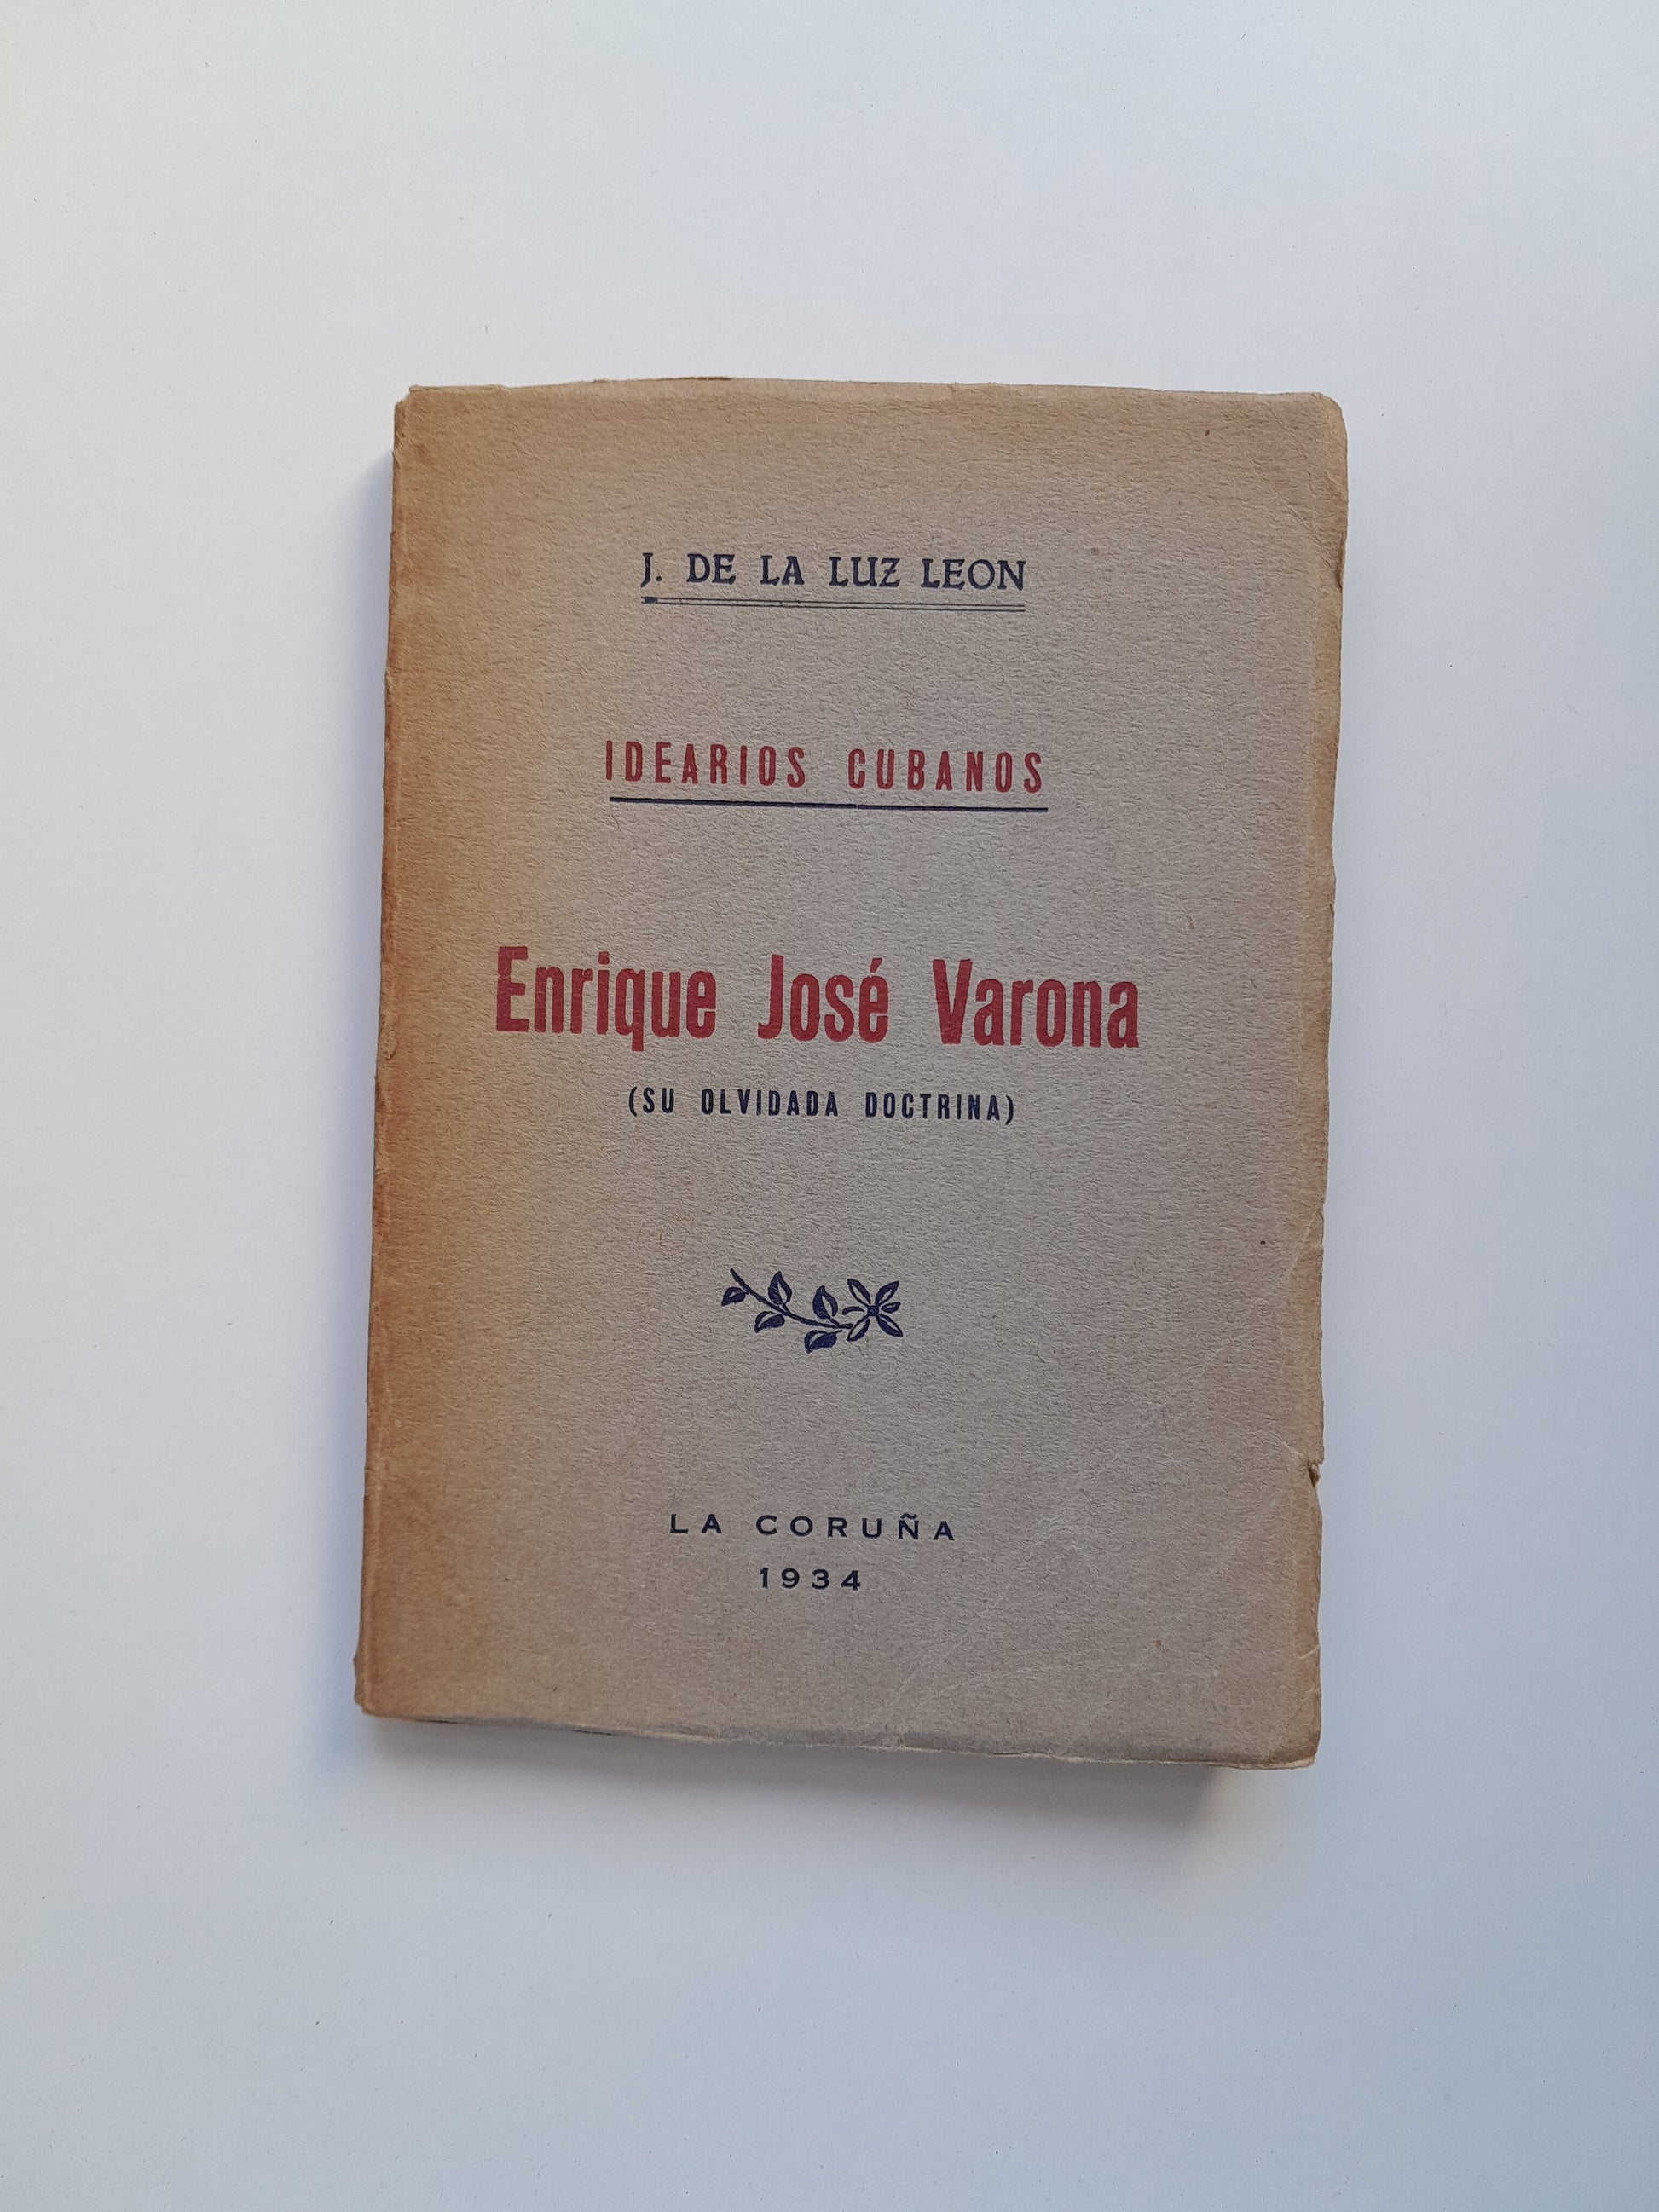 J. DE LA LUZ LEON
IDEARIOS CUBANOS
Enrique José Varona
(SU OLVIDADA DOCTRINA)
LA CORUÑA
1934